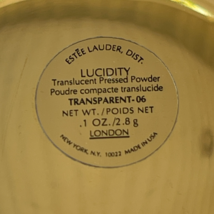 ESTĒE LAUDER, DIST.
LUCIDITY
Translucent Pressed Powder
Poudre compacte translucide
TRANSPARENT-06
NET WT./POIDS NET
.1 OZ./2.8 g
LONDON
NEW YORK, N.Y. 10022 MADE IN USA